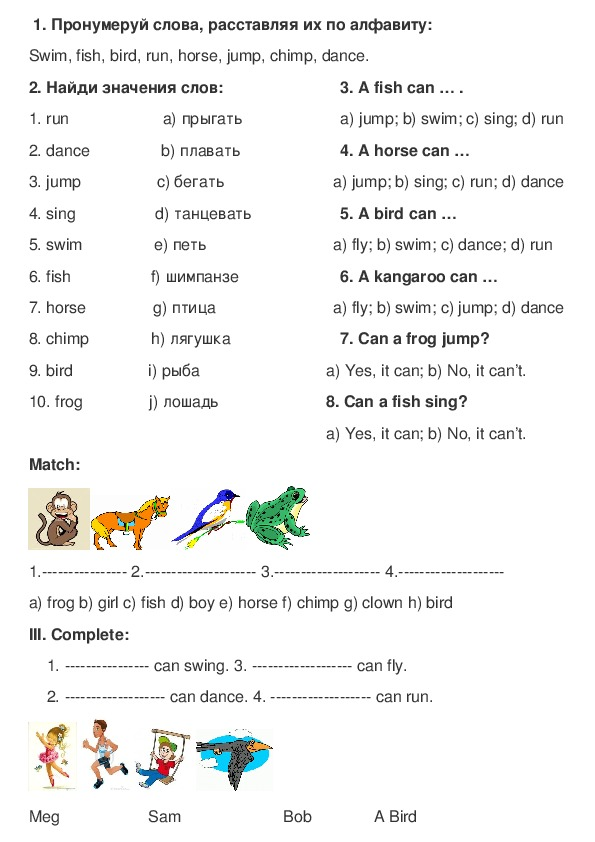 1. Пронумеруй слова, расставляя их по алфавиту:
Swim, fish, bird, run, horse, jump, chimp, dance.
2. Найди значения слов: 3. A fish can … .
1. run a) прыгать a) jump; b) swim; c) sing; d) run
2. dance b) плавать 4. A horse can …
3. jump c) бегать a) jump; b) sing; c) run; d) dance
4. sing d) танцевать 5. A bird can …
5. swim e) петь a) fly; b) swim; c) dance; d) run
6. fish f) шимпанзе 6. A kangaroo can …
7. horse g) птица a) fly; b) swim; c) jump; d) dance
8. chimp h) лягушка 7. Can a frog jump?
9. bird i) рыба a) Yes, it can; b) No, it can’t.
10. frog j) лошадь 8. Can a fish sing?
a) Yes, it can; b) No, it can’t.
Match:
1.---------------- 2.--------------------- 3.-------------------- 4.--------------------
a) frog b) girl c) fish d) boy e) horse f) chimp g) clown h) bird
III. Complete:
1. ---------------- can swing. 3. ------------------- can fly.
2. ------------------- can dance. 4. ------------------- can run.
Meg Sam Bob A Bird